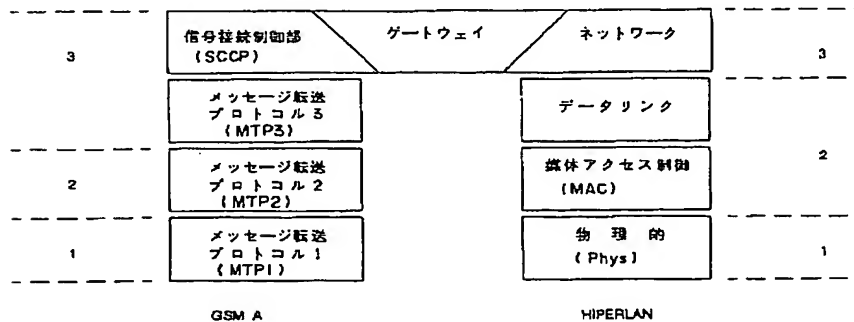 信号接続制御部
(SCCP)
ゲートウェイ
ネットワーク
3
3
メッセージ転送
プロトコル3
(MTP3)
データリンク
2
メッセージ転送
プロトコル2
(MTP2)
媒体アクセス制御
(MAC)
2
メッセージ転送
プロトコル1
(MTP1)
物理的
(Phys)
1
1
GSM A
HIPERLAN